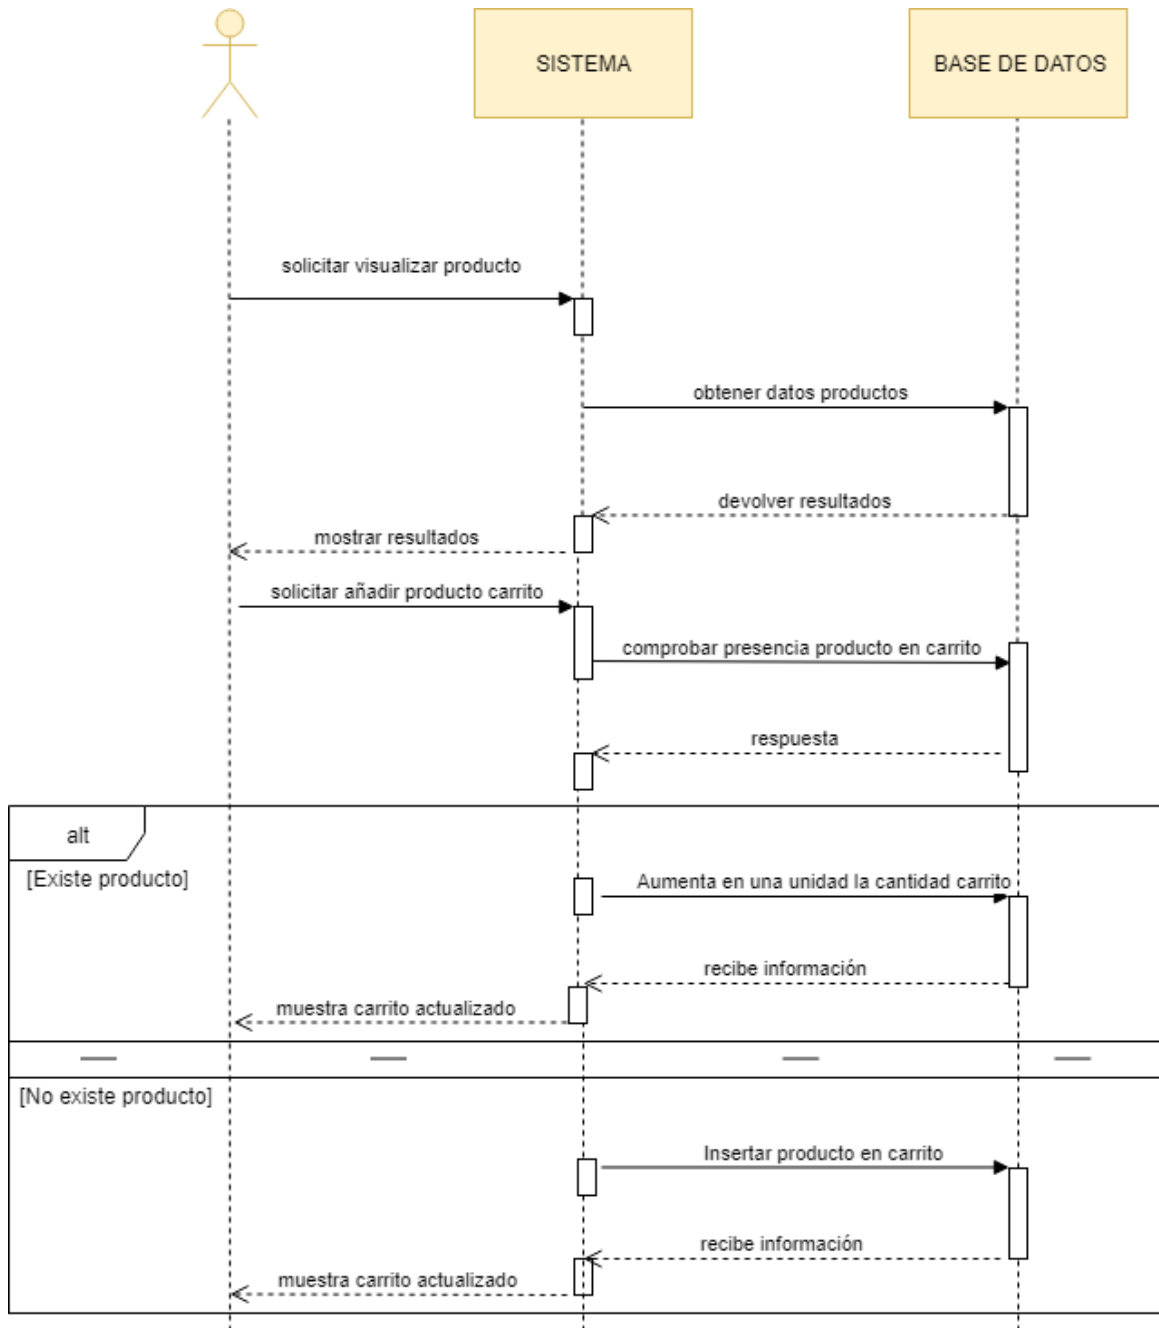 SISTEMA
BASE DE DATOS
solicitar visualizar producto
obtener datos productos
devolver resultados
mostrar resultados
solicitar añadir producto carrito
comprobar presencia producto en carrito
respuesta
alt
[Existe producto]
Aumenta en una unidad la cantidad carrito
recibe información
muestra carrito actualizado
[No existe producto]
Insertar producto en carrito
recibe información
muestra carrito actualizado